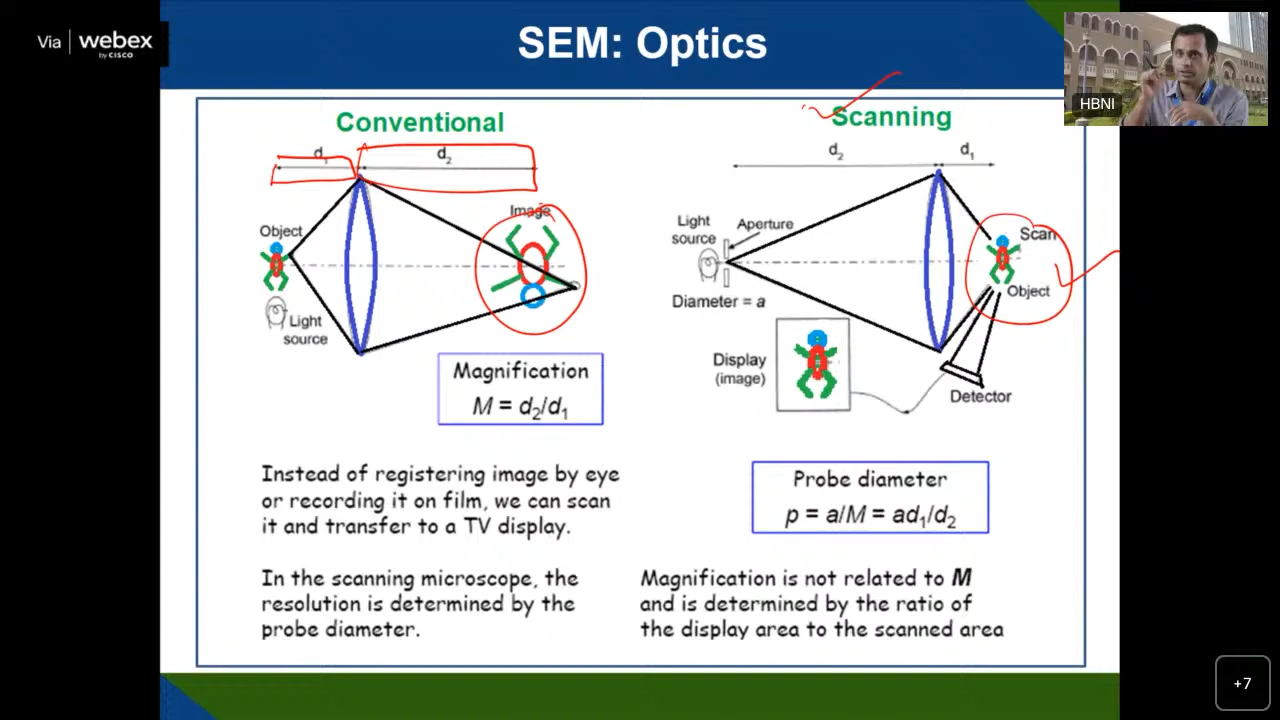 Via | webex
by CISCO
SEM: Optics
HBNI
Conventional
d1
d2
Image
Object
Light
source
Magnification
M = d2/d1
Instead of registering image by eye
or recording it on film, we can scan
it and transfer to a TV display.
In the scanning microscope, the
resolution is determined by the
probe diameter.
Scanning
d2
d1
Light
source
Aperture
Scan
Object
Diameter = a
Display
(image)
Detector
Probe diameter
p = a/M = ad1/d2
Magnification is not related to M
and is determined by the ratio of
the display area to the scanned area
+7